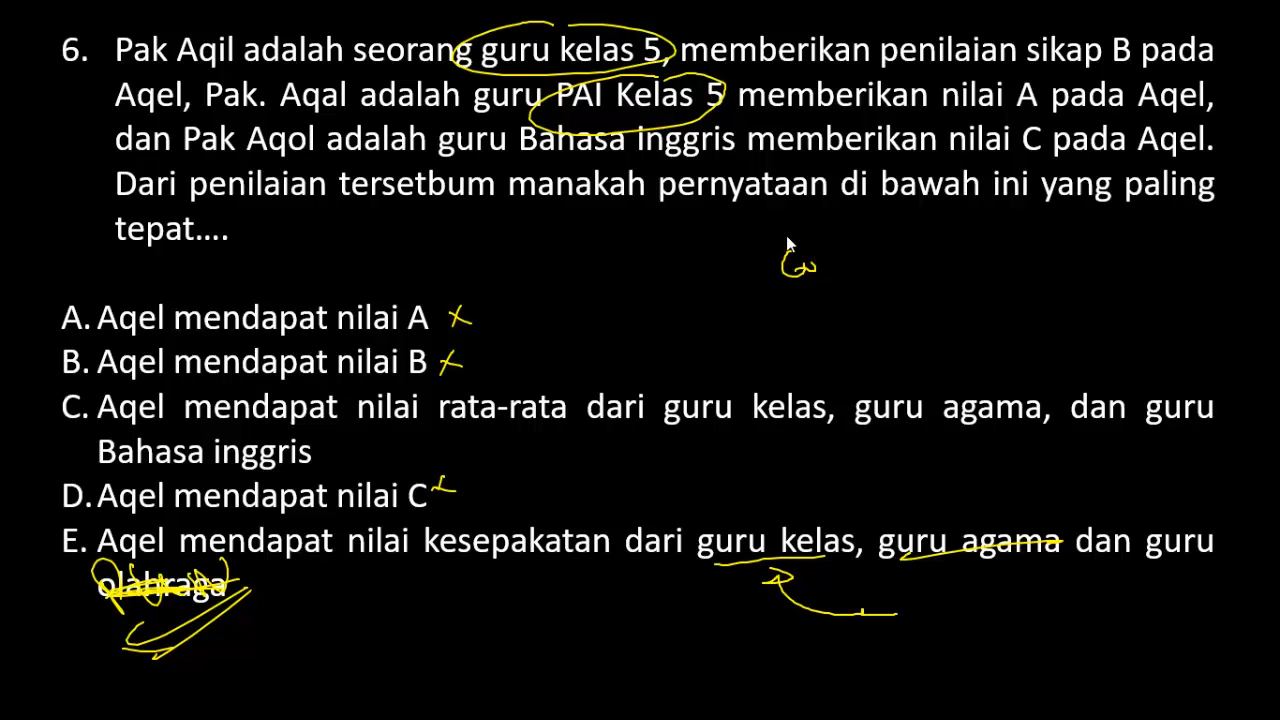 6. Pak Aqil adalah seorang guru kelas 5, memberikan penilaian sikap B pada
Aqel, Pak. Aqal adalah guru PAI Kelas 5 memberikan nilai A pada Aqel,
dan Pak Aqol adalah guru Bahasa inggris memberikan nilai C pada Aqel.
Dari penilaian tersetbum manakah pernyataan di bawah ini yang paling
tepat....
A. Aqel mendapat nilai A
B. Aqel mendapat nilai B
C. Aqel mendapat nilai rata-rata dari guru kelas, guru agama, dan guru
Bahasa inggris
D. Aqel mendapat nilai C
E. Aqel mendapat nilai kesepakatan dari guru kelas, guru agama dan guru
olahraga